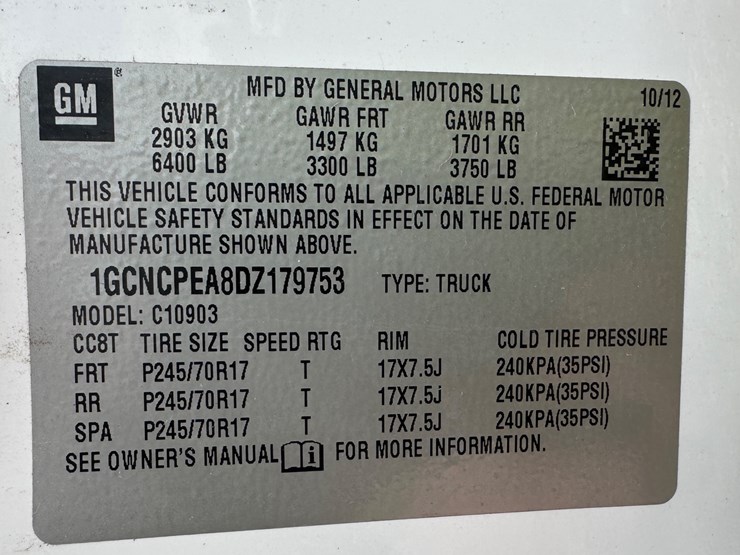 GM ® MFD BY GENERAL MOTORS LLC 10/12
GVWR GAWR FRT GAWR RR
2903 KG 1497 KG 1701 KG
6400 LB 3300 LB 3750 LB
THIS VEHICLE CONFORMS TO ALL APPLICABLE U.S. FEDERAL MOTOR
VEHICLE SAFETY STANDARDS IN EFFECT ON THE DATE OF
MANUFACTURE SHOWN ABOVE.
1GCNCPEA8DZ179753 TYPE: TRUCK
MODEL: C10903
CC8T TIRE SIZE SPEED RTG RIM COLD TIRE PRESSURE
FRT P245/70R17 T 17X7.5J 240KPA(35PSI)
RR P245/70R17 T 17X7.5j 240KPA(35PSI)
SPA P245/70R17 T 17X7.5J 240KPA(35PSI)
SEE OWNER'S MANUAL i FOR MORE INFORMATION.